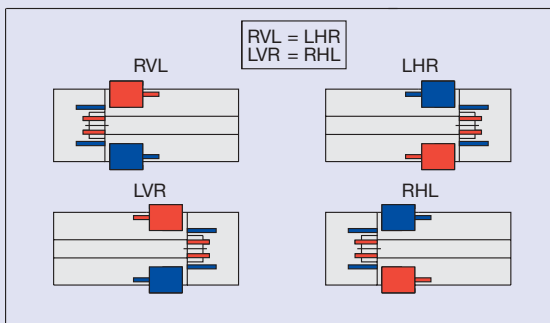 RVL = LHR
LVR = RHL
RVL
LHR
LVR
RHL